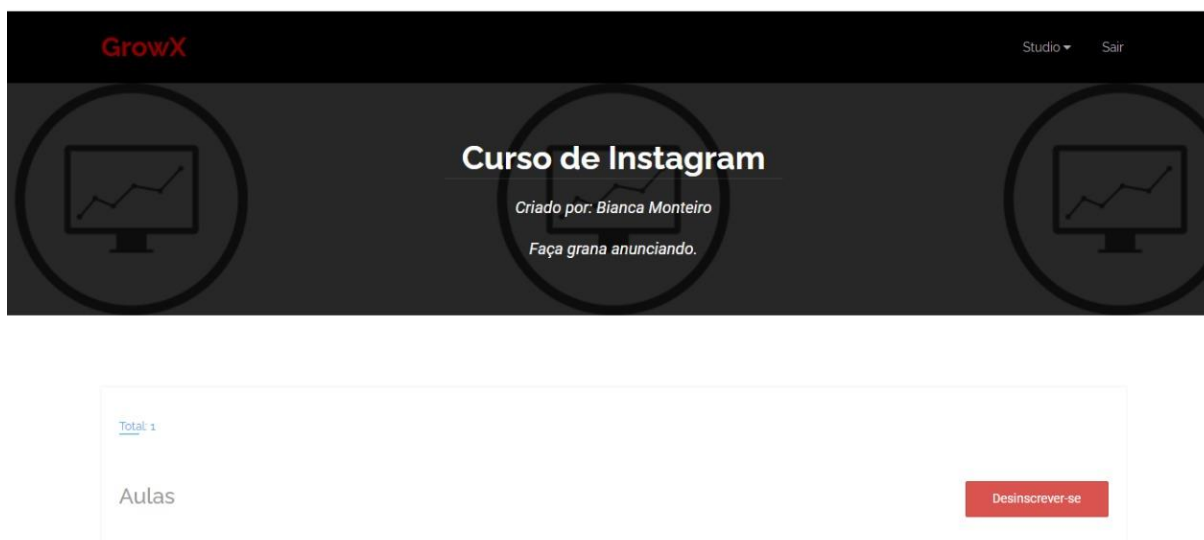 GrowX
Studio Sair
Curso de Instagram
Criado por: Bianca Monteiro
Faça grana anunciando.
Total: 1
Aulas
Desinscrever-se